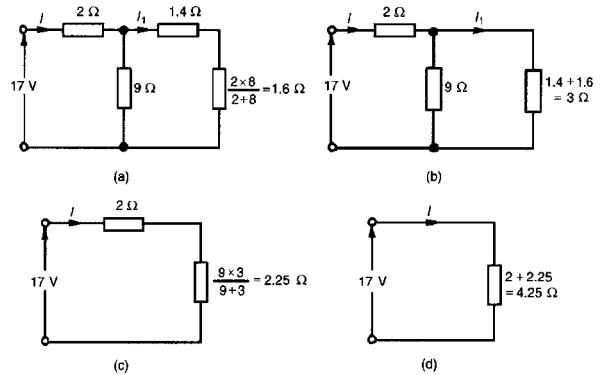 I 2 Ω I1 1.4 Ω
17 V 9 Ω 2×8/2+8 =1.6 Ω
(a)
I 2 Ω I1
17 V 9 Ω 1.4 +1.6
= 3 Ω
(b)
I 2 Ω
17 V 9×3/9+3 = 2.25 Ω
(c)
I
17 V 2 + 2.25
= 4.25 Ω
(d)